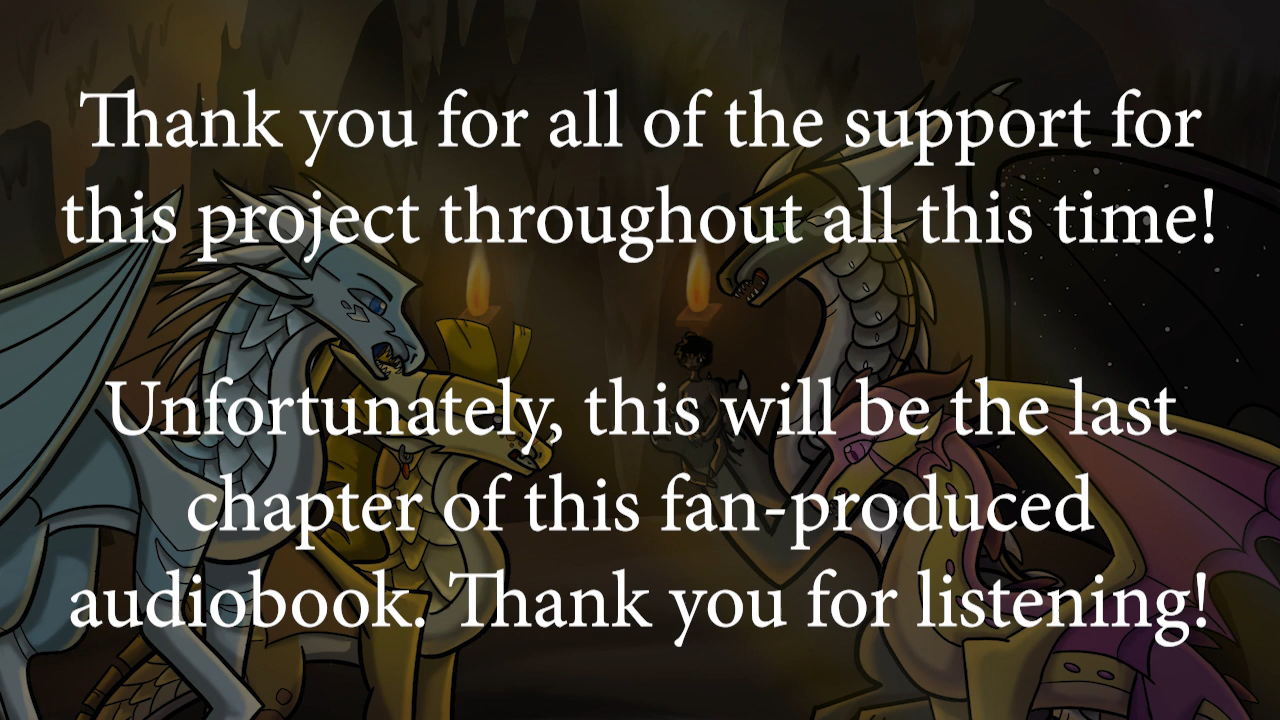 Thank you for all of the support for
this project throughout all this time!
Unfortunately, this will be the last
chapter of this fan-produced
audiobook. Thank you for listening!